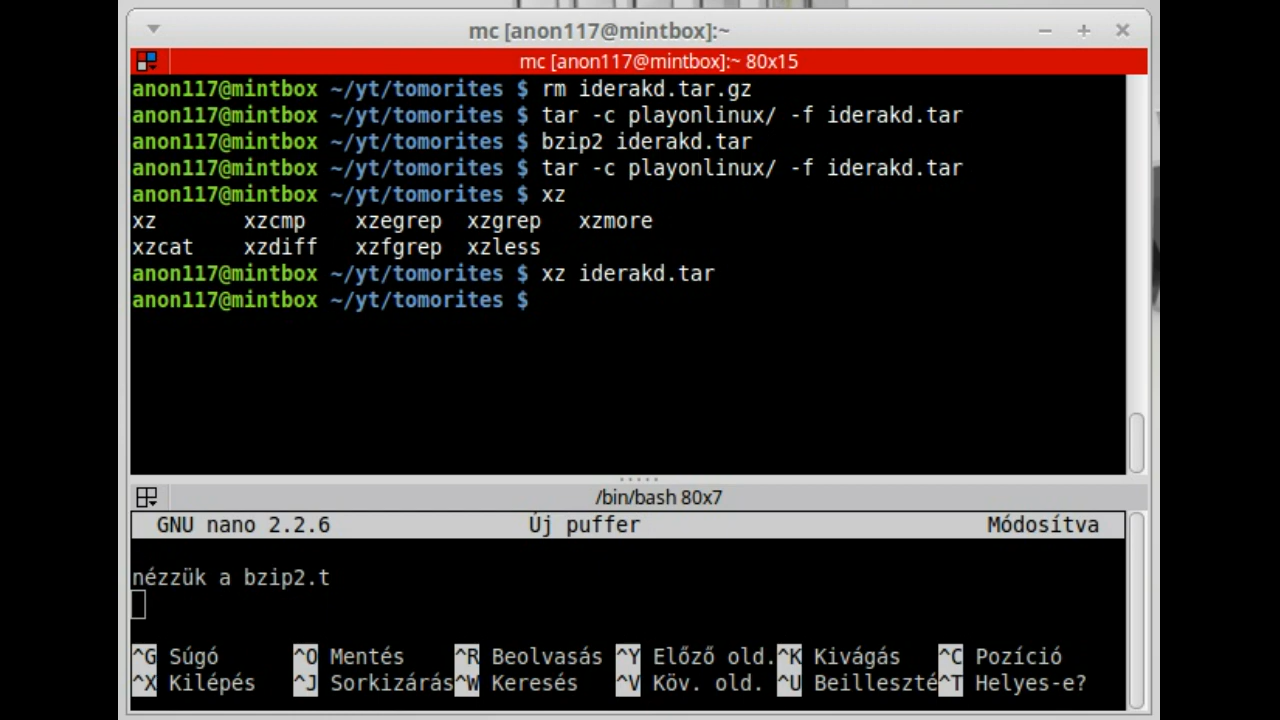 mc [anon117@mintbox]:~
mc [anon117@mintbox]:~ 80x15
anon117@mintbox ~/yt/tomorites $ rm iderakd.tar.gz
anon117@mintbox ~/yt/tomorites $ tar -c playonlinux/ -f iderakd.tar
anon117@mintbox ~/yt/tomorites $ bzip2 iderakd.tar
anon117@mintbox ~/yt/tomorites $ tar -c playonlinux/ -f iderakd.tar
anon117@mintbox ~/yt/tomorites $ xz
xz xzcmp xzegrep xzgrep xzmore
xzcat xzdiff xzfgrep xzless
anon117@mintbox ~/yt/tomorites $ xz iderakd.tar
anon117@mintbox ~/yt/tomorites $
/bin/bash 80x7
GNU nano 2.2.6 Új puffer Módosítva
nézzük a bzip2.t
^G Súgó ^O Mentés ^R Beolvasás ^Y Előző old. ^K Kivágás ^C Pozíció
^X Kilépés ^J Sorkizárás ^W Keresés ^V Köv. old. ^U Beilleszté ^T Helyes-e?